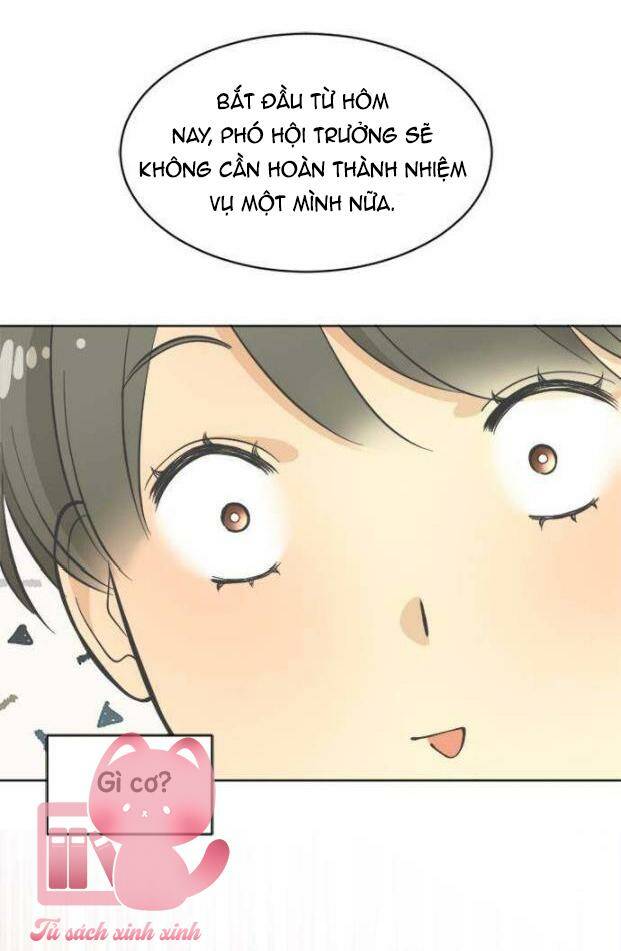 BẮT ĐẦU TỪ HÔM
NAY, PHÓ HỘI TRƯỞNG SẼ
KHÔNG CẦN HOÀN THÀNH NHIỆM
VỤ MỘT MÌNH NỮA.
Gì cơ?
Tủ sách xinh xinh